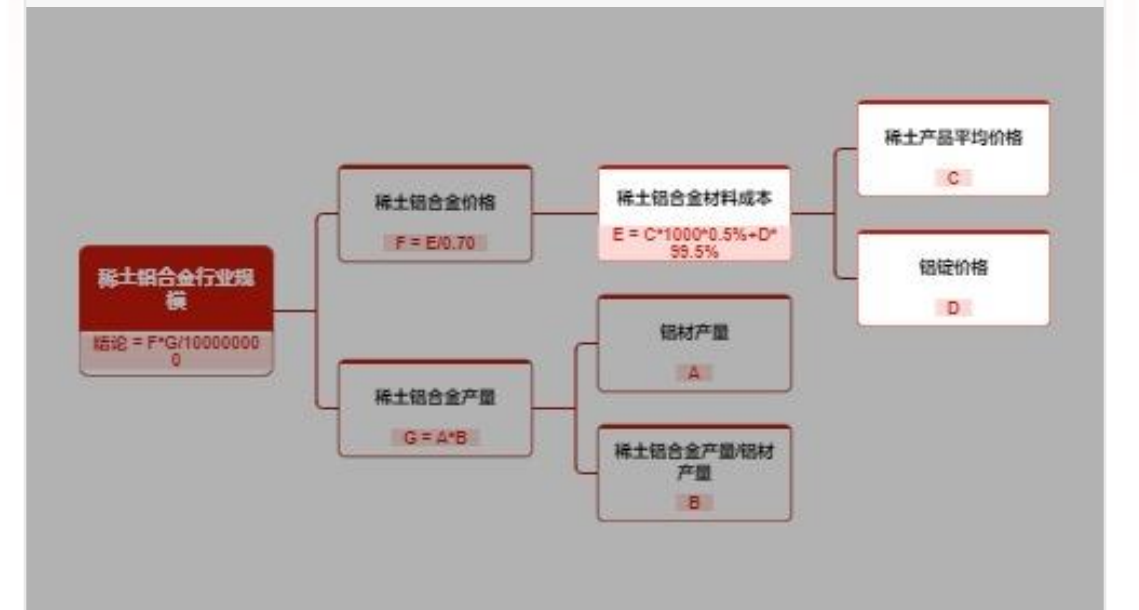 稀土产品平均价格
C
稀土铝合金价格
F = E/0.70
稀土铝合金材料成本
E = C*1000*0.5%+D*
99.5%
铝锭价格
D
稀土铝合金行业规
模
结论 = F*G/10000000
0
铝材产量
A
稀土铝合金产量
G = A*B
稀土铝合金产量/铝材
产量
B